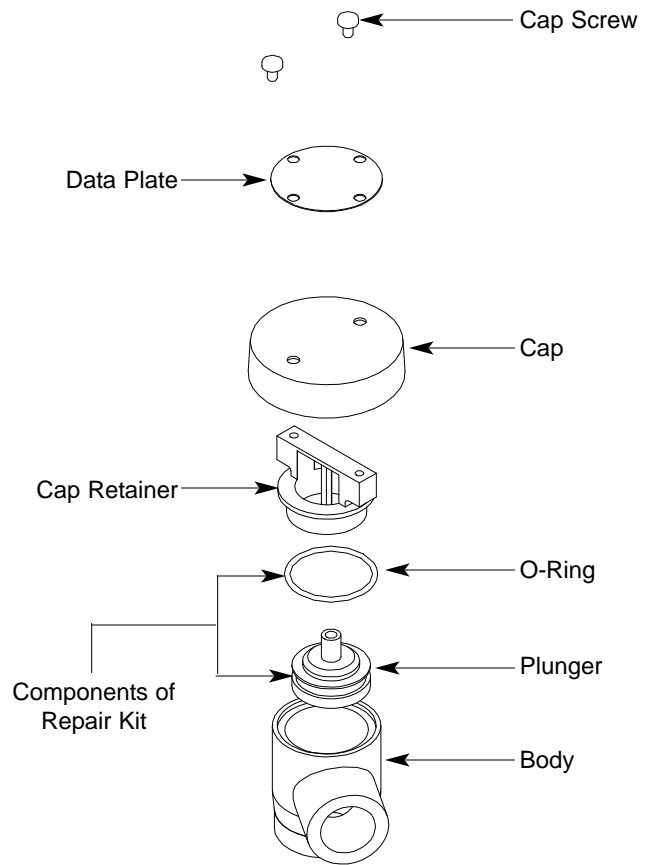 Cap Screw
Data Plate
Cap
Cap Retainer
O-Ring
Plunger
Components of
Repair Kit
Body